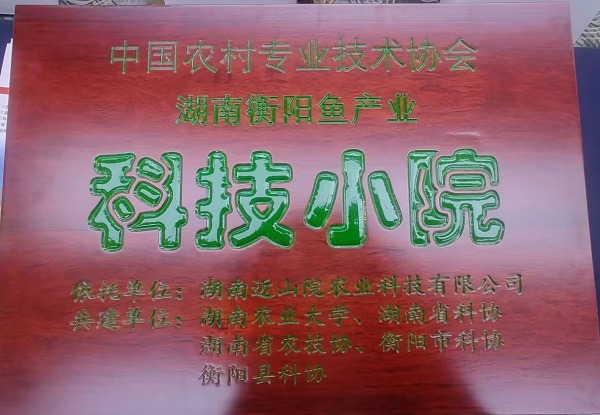 中国农村专业技术协会
湖南衡阳鱼产业
科技小院
依托单位：湖南近山院农业科技有限公司
共建单位：湖南农业大学、湖南省科协
湖南省农技协、衡阳市科协
衡阳县科协